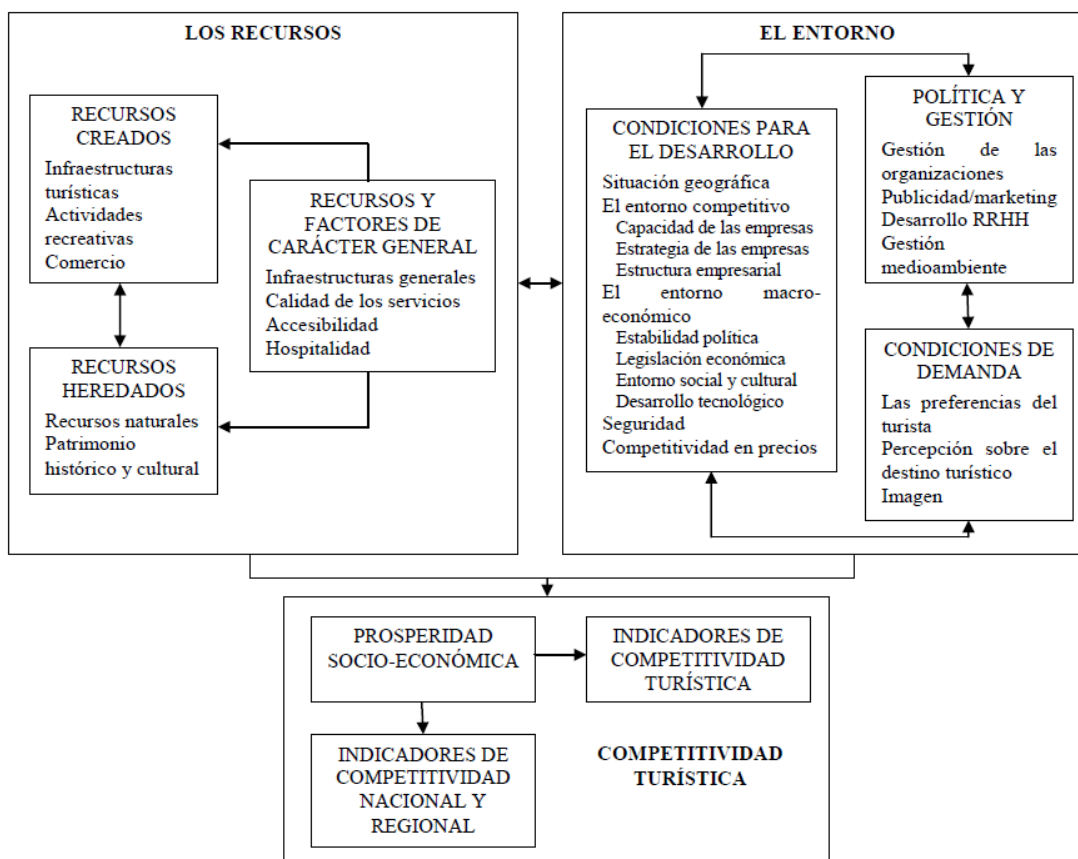 LOS RECURSOS
RECURSOS
CREADOS
Infraestructuras
turísticas
Actividades
recreativas
Comercio
RECURSOS Y
FACTORES DE
CARÁCTER GENERAL
Infraestructuras generales
Calidad de los servicios
Accesibilidad
Hospitalidad
RECURSOS
HEREDADOS
Recursos naturales
Patrimonio
histórico y cultural
EL ENTORNO
CONDICIONES PARA
EL DESARROLLO
Situación geográfica
El entorno competitivo
Capacidad de las empresas
Estrategia de las empresas
Estructura empresarial
El entorno macro-
económico
Estabilidad política
Legislación económica
Entorno social y cultural
Desarrollo tecnológico
Seguridad
Competitividad en precios
POLÍTICA Y
GESTIÓN
Gestión de las
organizaciones
Publicidad/marketing
Desarrollo RRHH
Gestión
medioambiente
CONDICIONES DE
DEMANDA
Las preferencias del
turista
Percepción sobre el
destino turístico
Imagen
PROSPERIDAD
SOCIO-ECONÓMICA
INDICADORES DE
COMPETITIVIDAD
TURÍSTICA
INDICADORES DE
COMPETITIVIDAD
NACIONAL Y
REGIONAL
COMPETITIVIDAD
TURÍSTICA